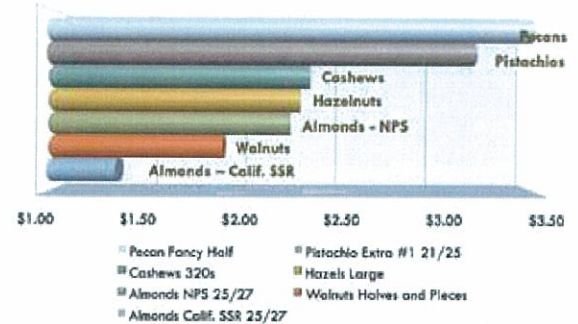 Pecans
Pistachios
Cashews
Hazelnuts
Almonds - NPS
Walnuts
Almonds – Calif. SSR
$1.00 $1.50 $2.00 $2.50 $3.00 $3.50
Pecan Fancy Half Pistachio Extra #1 21/25
Cashews 320s Hazels Large
Almonds NPS 25/27 Walnuts Halves and Pieces
Almonds Calif. SSR 25/27